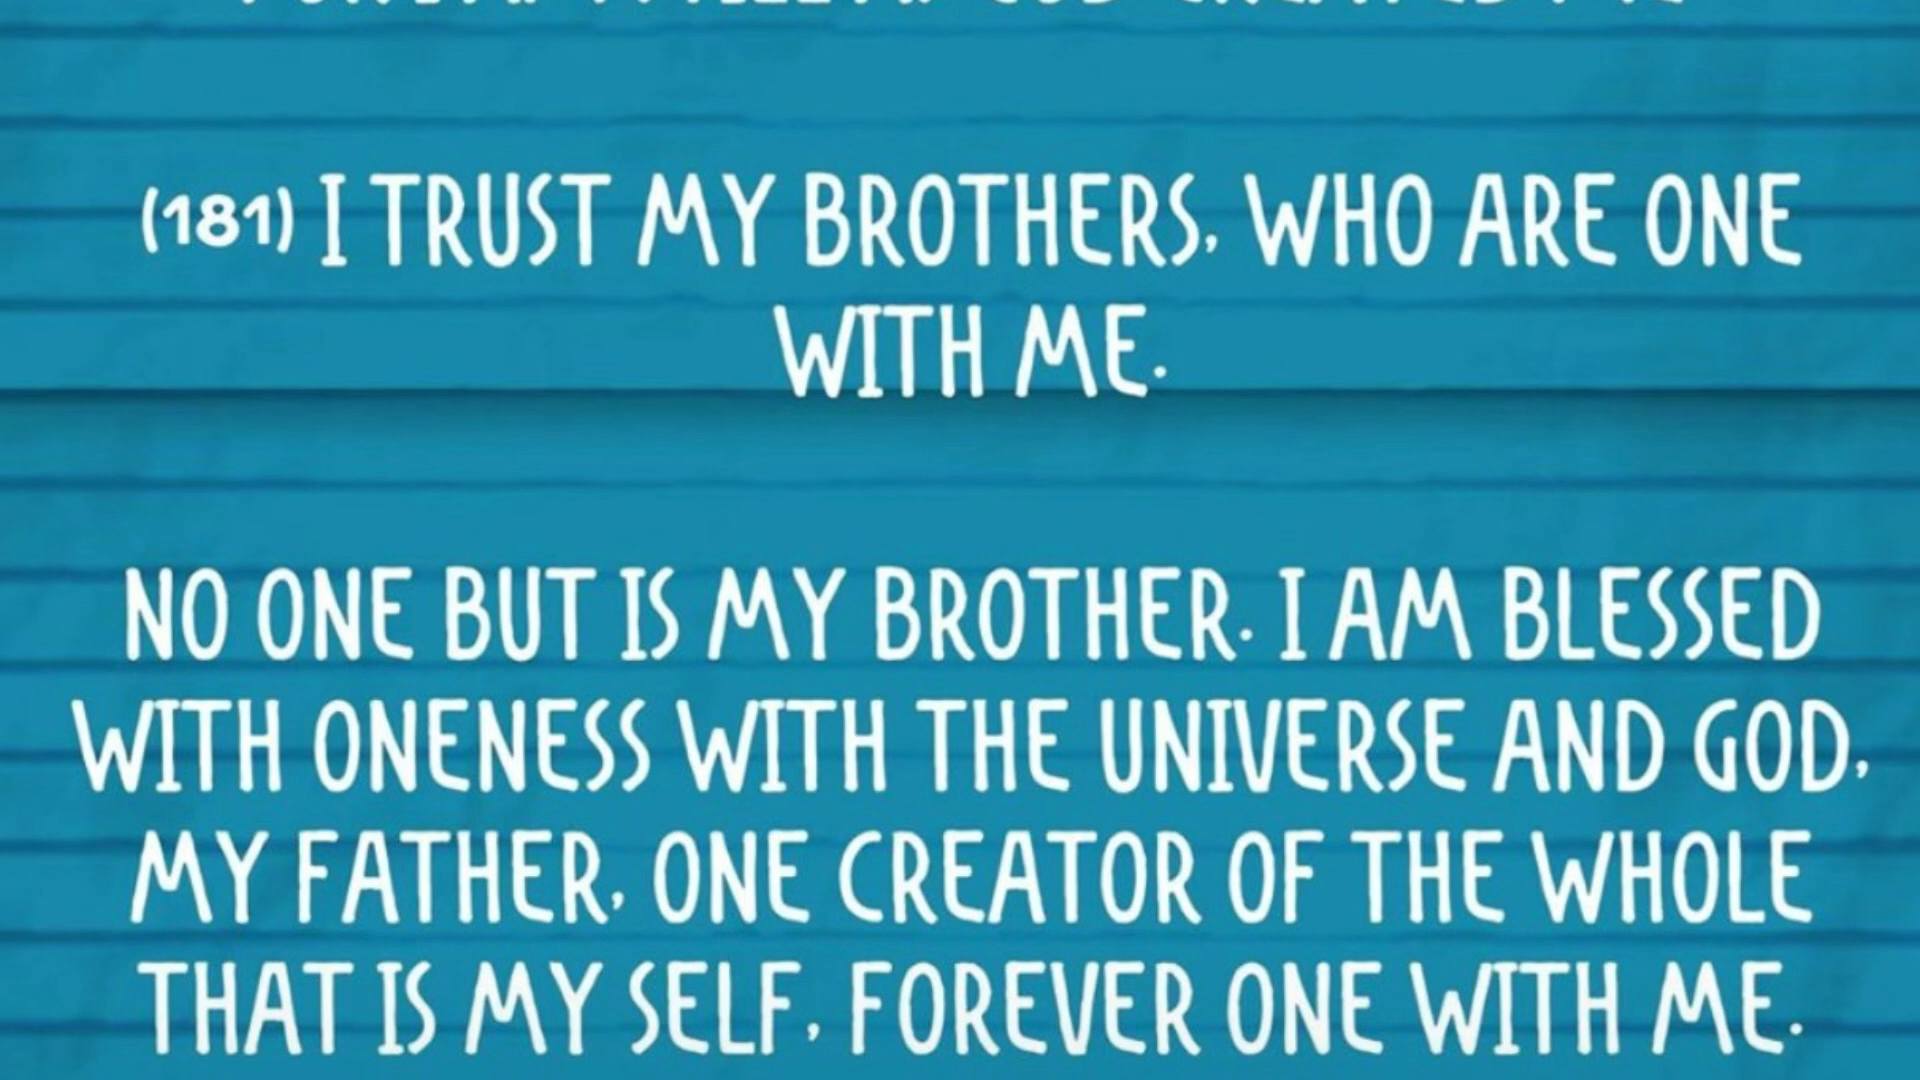 (181) I TRUST MY BROTHERS, WHO ARE ONE
WITH ME.
NO ONE BUT IS MY BROTHER. I AM BLESSED
WITH ONENESS WITH THE UNIVERSE AND GOD,
MY FATHER, ONE CREATOR OF THE WHOLE
THAT IS MY SELF, FOREVER ONE WITH ME.